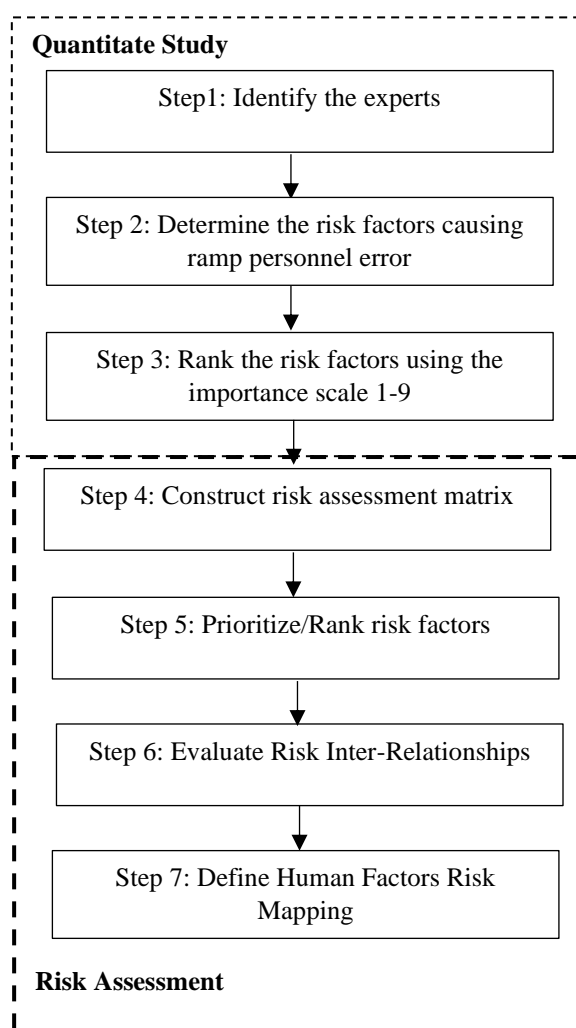 Quantitate Study
Step1: Identify the experts
Step 2: Determine the risk factors causing
ramp personnel error
Step 3: Rank the risk factors using the
importance scale 1-9
Step 4: Construct risk assessment matrix
Step 5: Prioritize/Rank risk factors
Step 6: Evaluate Risk Inter-Relationships
Step 7: Define Human Factors Risk
Mapping
Risk Assessment